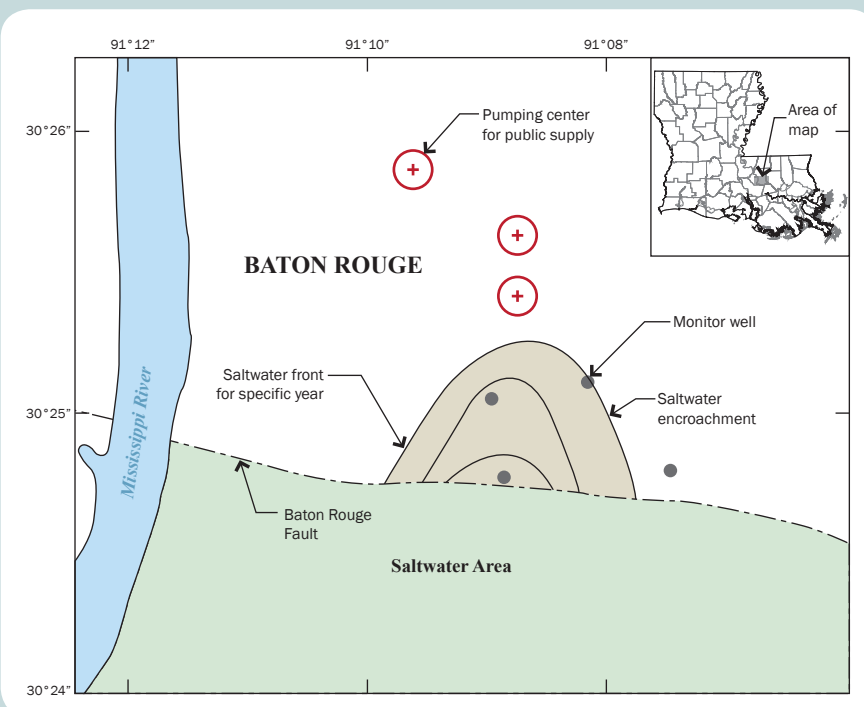 91°12”
91°10”
91°08”
30°26”
Pumping center
for public supply
Area of
map
BATON ROUGE
Monitor well
Saltwater front
for specific year
Saltwater
encroachment
30°25”
Mississippi River
Baton Rouge
Fault
Saltwater Area
30°24”